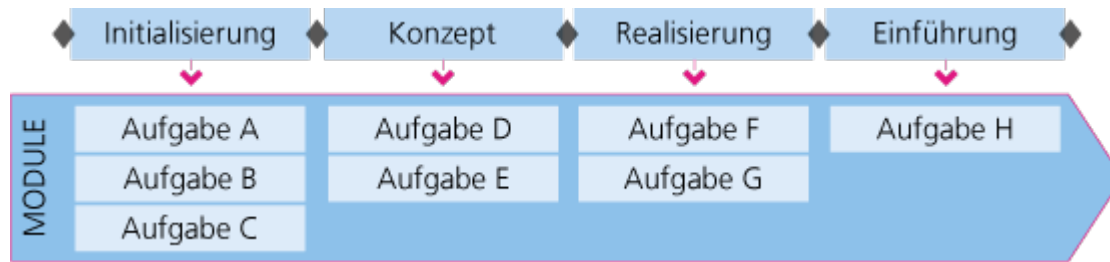 Initialisierung Konzept Realisierung Einführung
MODULE
Aufgabe A Aufgabe D Aufgabe F Aufgabe H
Aufgabe B Aufgabe E Aufgabe G
Aufgabe C